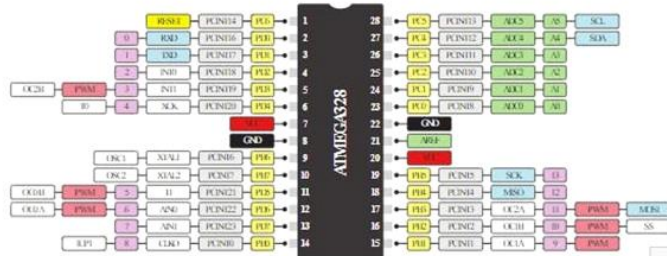 RESET PCINT14 PC6 1 28 PC5 PCINT13 ADC5 A5 SCL
0 RXD PCINT16 PD0 2 27 PC4 PCINT12 ADC4 A4 SDA
1 TXD PCINT17 PD1 3 26 PC3 PCINT11 ADC3 A3
2 INT0 PCINT18 PD2 4 25 PC2 PCINT10 ADC2 A2
OC2B PWM 3 INT1 PCINT19 PD3 5 24 PC1 PCINT9 ADC1 A1
T0 4 XCK PCINT20 PD4 6 23 PC0 PCINT8 ADC0 A0
VCC 7 22 GND
GND 8 21 AREF
OSC1 XTAL1 PCINT6 PB6 9 20 VCC
OSC2 XTAL2 PCINT7 PB7 10 19 PB5 PCINT5 SCK 13
OC0B PWM 5 T1 PCINT21 PD5 11 18 PB4 PCINT4 MISO 12
OC0A PWM 6 AIN0 PCINT22 PD6 12 17 PB3 PCINT3 OC2A 11 PWM MOSI
7 AIN1 PCINT23 PD7 13 16 PB2 PCINT2 OC1B 10 PWM SS
ICP1 8 CLKO PCINT0 PB0 14 15 PB1 PCINT1 OC1A 9 PWM
ATMEGA328